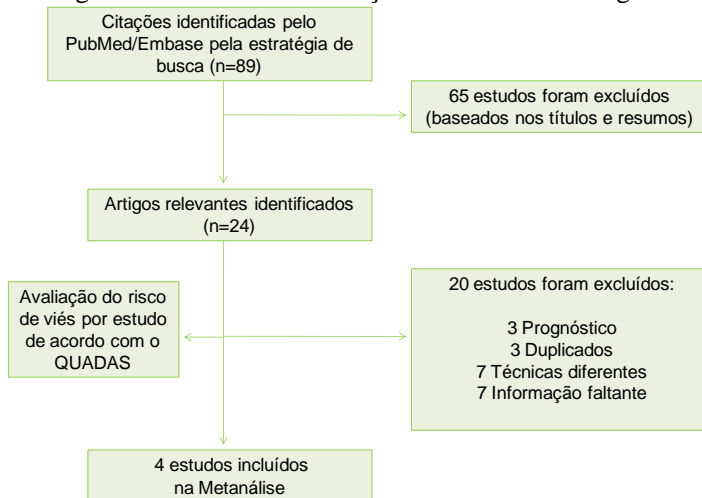 Citações identificadas pelo
PubMed/Embase pela estratégia de
busca (n=89)
65 estudos foram excluídos
(baseados nos títulos e resumos)
Artigos relevantes identificados
(n=24)
Avaliação do risco
de viés por estudo
de acordo com o
QUADAS
20 estudos foram excluídos:
3 Prognóstico
3 Duplicados
7 Técnicas diferentes
7 Informação faltante
4 estudos incluídos
na Metanálise